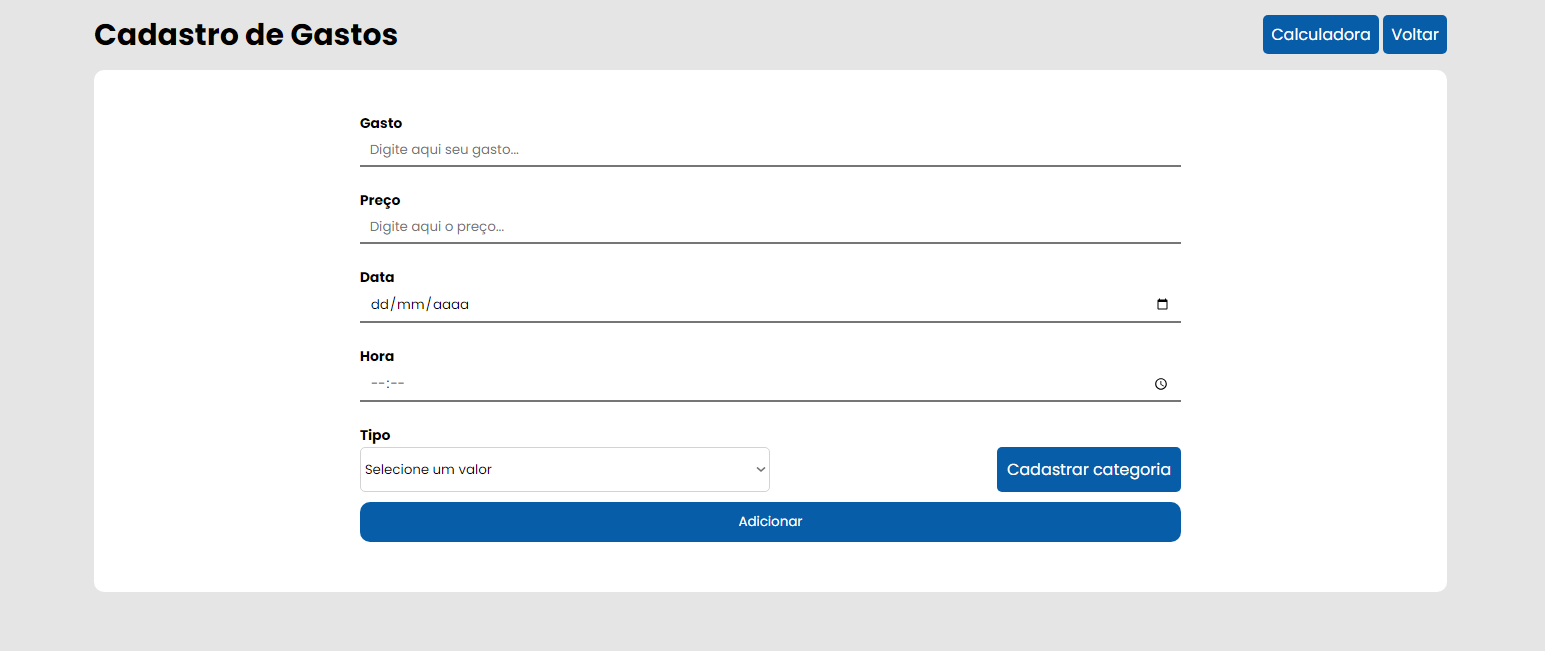 Cadastro de Gastos
Calculadora
Voltar
Gasto
Digite aqui seu gasto...
Preço
Digite aqui o preço...
Data
dd/mm/aaaa
Hora
--:--
Tipo
Selecione um valor
Cadastrar categoria
Adicionar